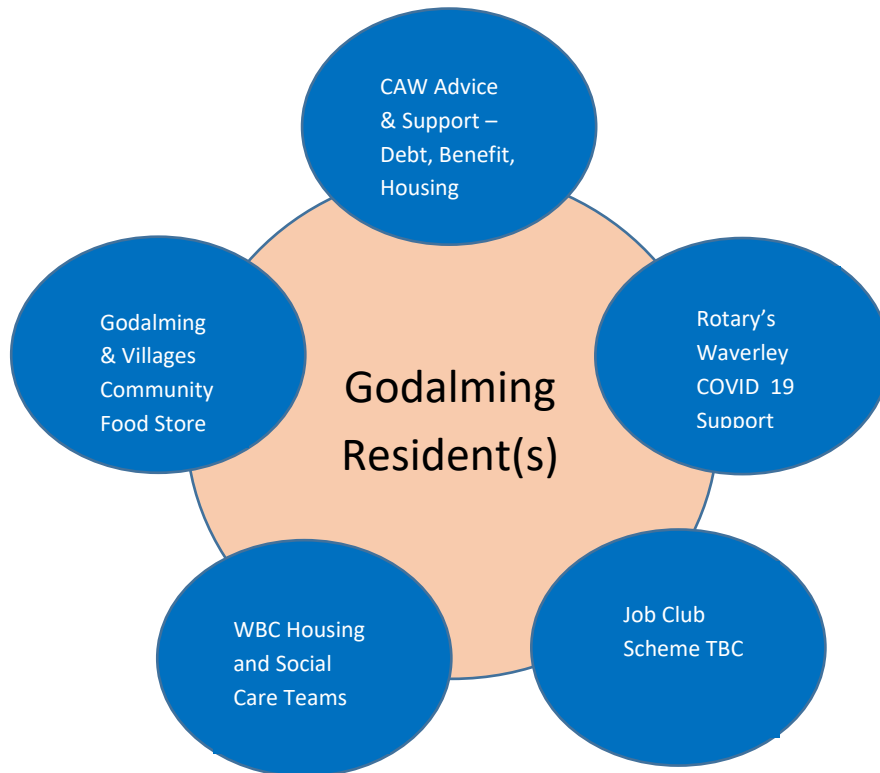 CAW Advice
& Support –
Debt, Benefit,
Housing
Godalming
& Villages
Community
Food Store
Rotary’s
Waverley
COVID 19
Support
Godalming
Resident(s)
WBC Housing
and Social
Care Teams
Job Club
Scheme TBC